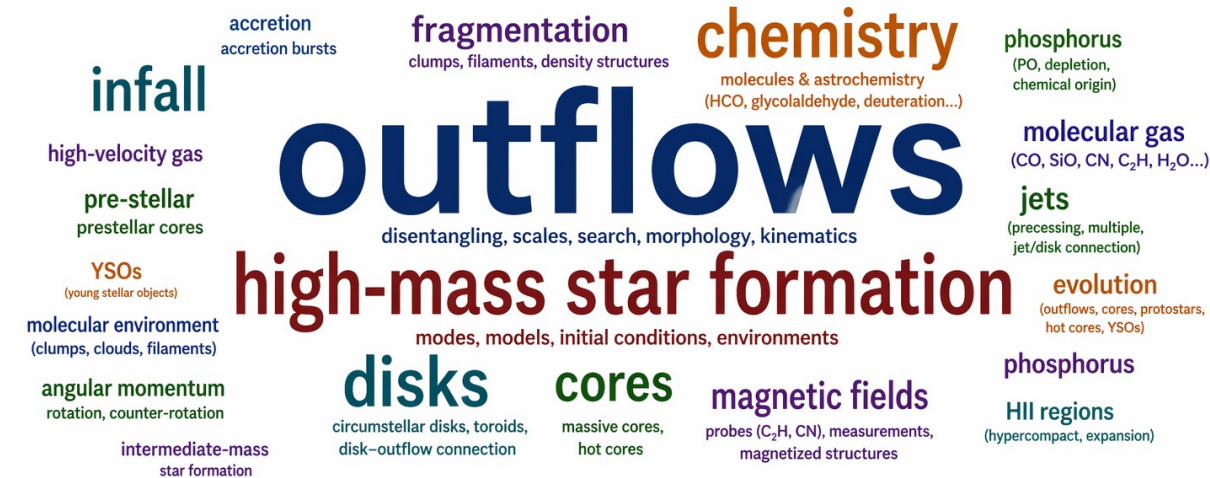 accretion
accretion bursts
fragmentation
clumps, filaments, density structures
chemistry
molecules & astrochemistry
(HCO, glycolaldehyde, deuteration...)
phosphorus
(PO, depletion,
chemical origin)
infall
outflows
disentangling, scales, search, morphology, kinematics
high-velocity gas
molecular gas
(CO, SiO, CN, C₂H, H₂O...)
pre-stellar
prestellar cores
jets
(precessing, multiple,
jet/disk connection)
YSOs
(young stellar objects)
high-mass star formation
modes, models, initial conditions, environments
evolution
(outflows, cores, protostars,
hot cores, YSOs)
molecular environment
(clumps, clouds, filaments)
phosphorus
angular momentum
rotation, counter-rotation
disks
circumstellar disks, toroids,
disk–outflow connection
cores
massive cores,
hot cores
magnetic fields
probes (C₂H, CN), measurements,
magnetized structures
HII regions
(hypercompact, expansion)
intermediate-mass
star formation